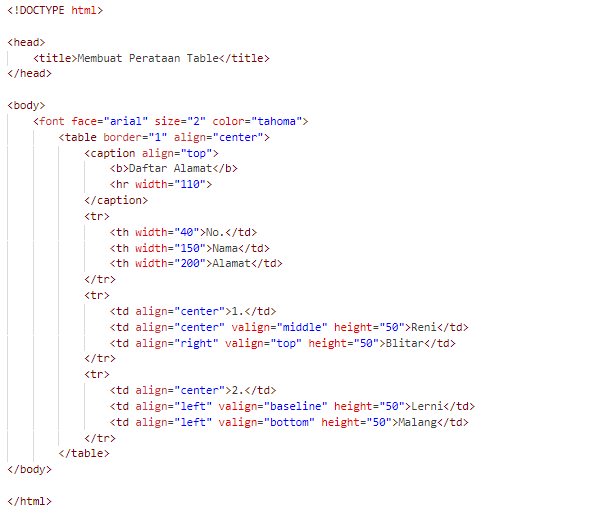 <!DOCTYPE html>
<head>
<title>Membuat Perataan Table</title>
</head>
<body>
<font face="arial" size="2" color="tahoma">
<table border="1" align="center">
<caption align="top">
<b>Daftar Alamat</b>
<hr width="110">
</caption>
<tr>
<th width="40">No.</td>
<th width="150">Nama</td>
<th width="200">Alamat</td>
</tr>
<tr>
<td align="center">1.</td>
<td align="center" valign="middle" height="50">Reni</td>
<td align="right" valign="top" height="50">Blitar</td>
</tr>
<tr>
<td align="center">2.</td>
<td align="left" valign="baseline" height="50">Lerni</td>
<td align="left" valign="bottom" height="50">Malang</td>
</tr>
</table>
</body>
</html>